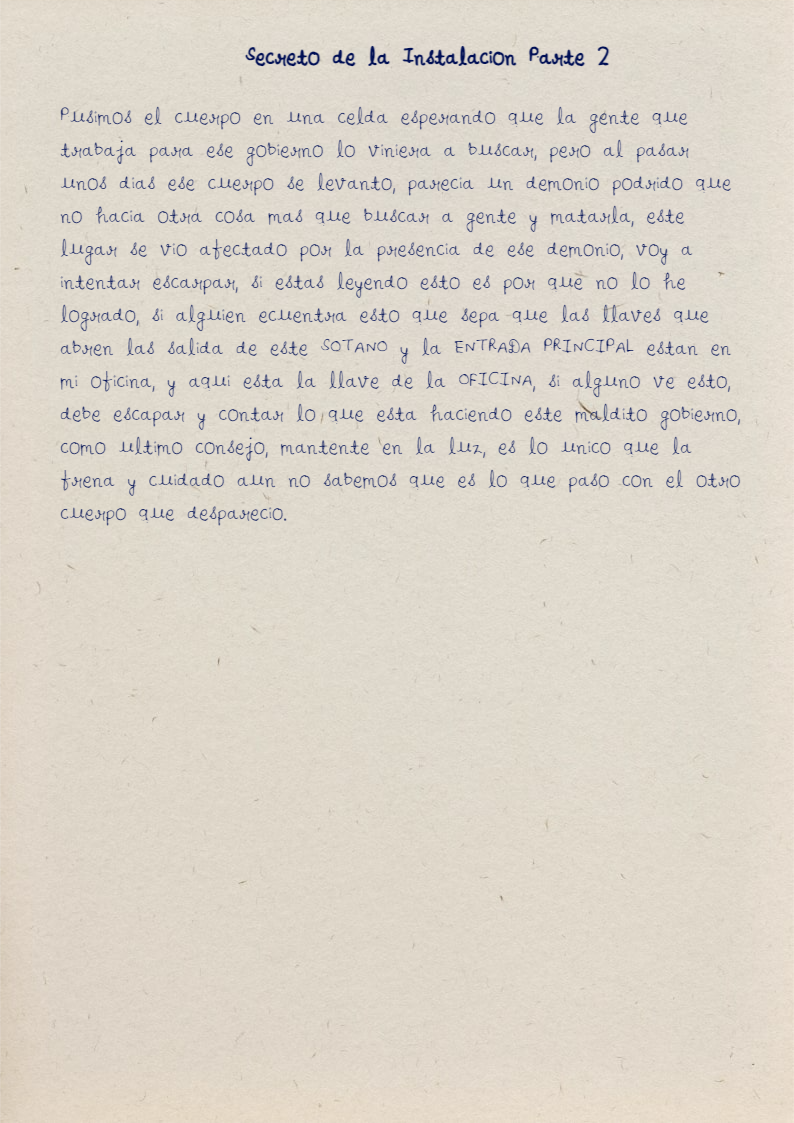 Secreto de la Instalacion Parte 2
Pusimos el cuerpo en una celda esperando que la gente que
trabaja para ese gobierno lo viniera a buscar, pero al pasar
unos dias ese cuerpo se levanto, parecia un demonio podrido que
no hacia otra cosa mas que buscar a gente y matarla, este
lugar se vio afectado por la presencia de ese demonio, voy a
intentar escarpar, si estas leyendo esto es por que no lo he
logrado, si alguien ecuentra esto que sepa que las llaves que
abren las salida de este SOTANO y la ENTRADA PRINCIPAL estan en
mi oficina, y aqui esta la llave de la OFICINA, si alguno ve esto,
debe escapar y contar lo que esta haciendo este maldito gobierno,
como ultimo consejo, mantente en la luz, es lo unico que la
frena y cuidado aun no sabemos que es lo que paso con el otro
cuerpo que desparecio.